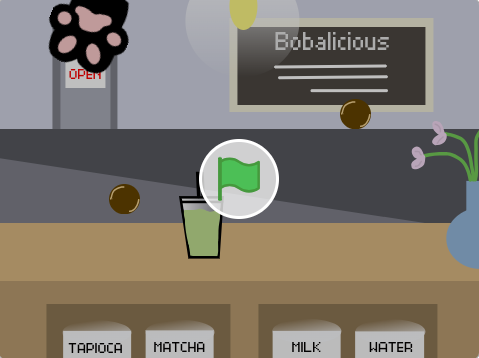 Bobalicious
OPEN
TAPIOCA
MATCHA
MILK
WATER